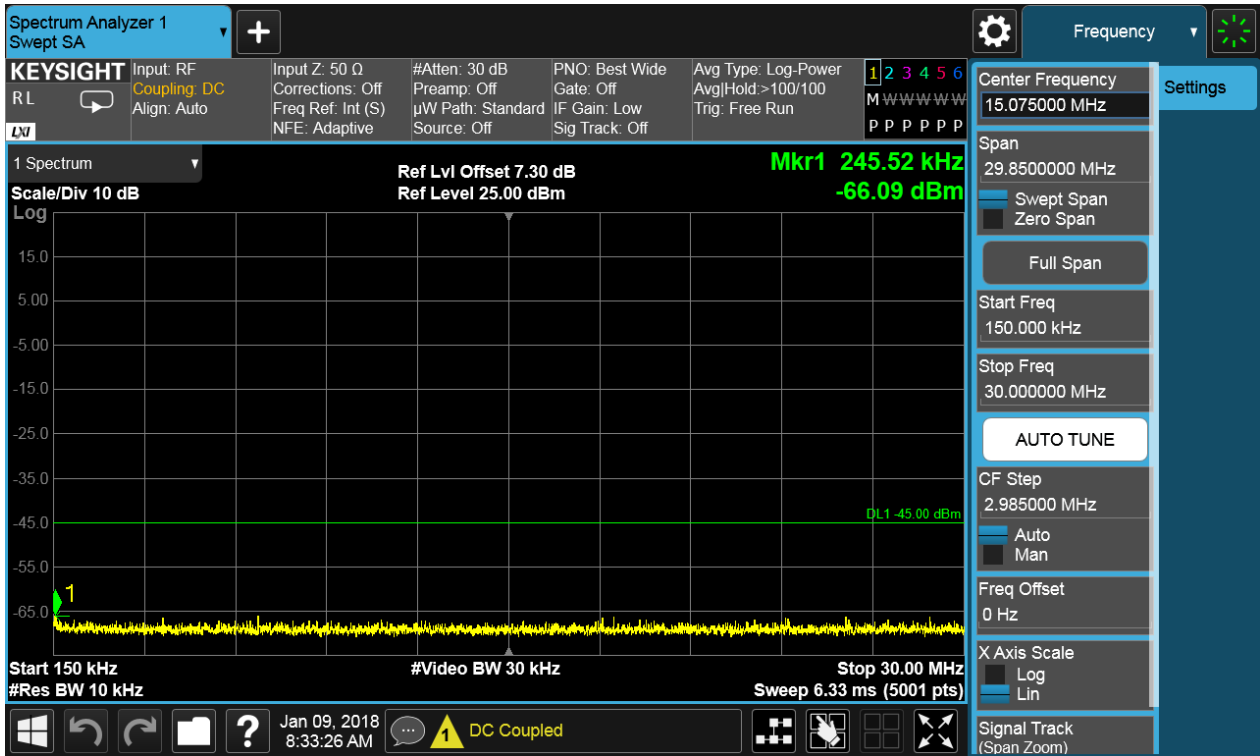 Spectrum Analyzer 1
Swept SA
+
Frequency
KEYSIGHT
RL
LXI
Input: RF
Coupling: DC
Align: Auto
Input Z: 50 Ω
Corrections: Off
Freq Ref: Int (S)
NFE: Adaptive
#Atten: 30 dB
Preamp: Off
µW Path: Standard
Source: Off
PNO: Best Wide
Gate: Off
IF Gain: Low
Sig Track: Off
Avg Type: Log-Power
Avg|Hold:>100/100
Trig: Free Run
1 2 3 4 5 6
M W W W W W
P P P P P P
1 Spectrum
Scale/Div 10 dB
Log
Ref Lvl Offset 7.30 dB
Ref Level 25.00 dBm
Mkr1 245.52 kHz
-66.09 dBm
15.0
5.00
-5.00
-15.0
-25.0
-35.0
-45.0
-55.0
-65.0
DL1 -45.00 dBm
1
Start 150 kHz
#Res BW 10 kHz
#Video BW 30 kHz
Stop 30.00 MHz
Sweep 6.33 ms (5001 pts)
Center Frequency
15.075000 MHz
Span
29.8500000 MHz
Swept Span
Zero Span
Full Span
Start Freq
150.000 kHz
Stop Freq
30.000000 MHz
AUTO TUNE
CF Step
2.985000 MHz
Auto
Man
Freq Offset
0 Hz
X Axis Scale
Log
Lin
Signal Track
(Span Zoom)
Settings
?
Jan 09, 2018
8:33:26 AM
1
DC Coupled